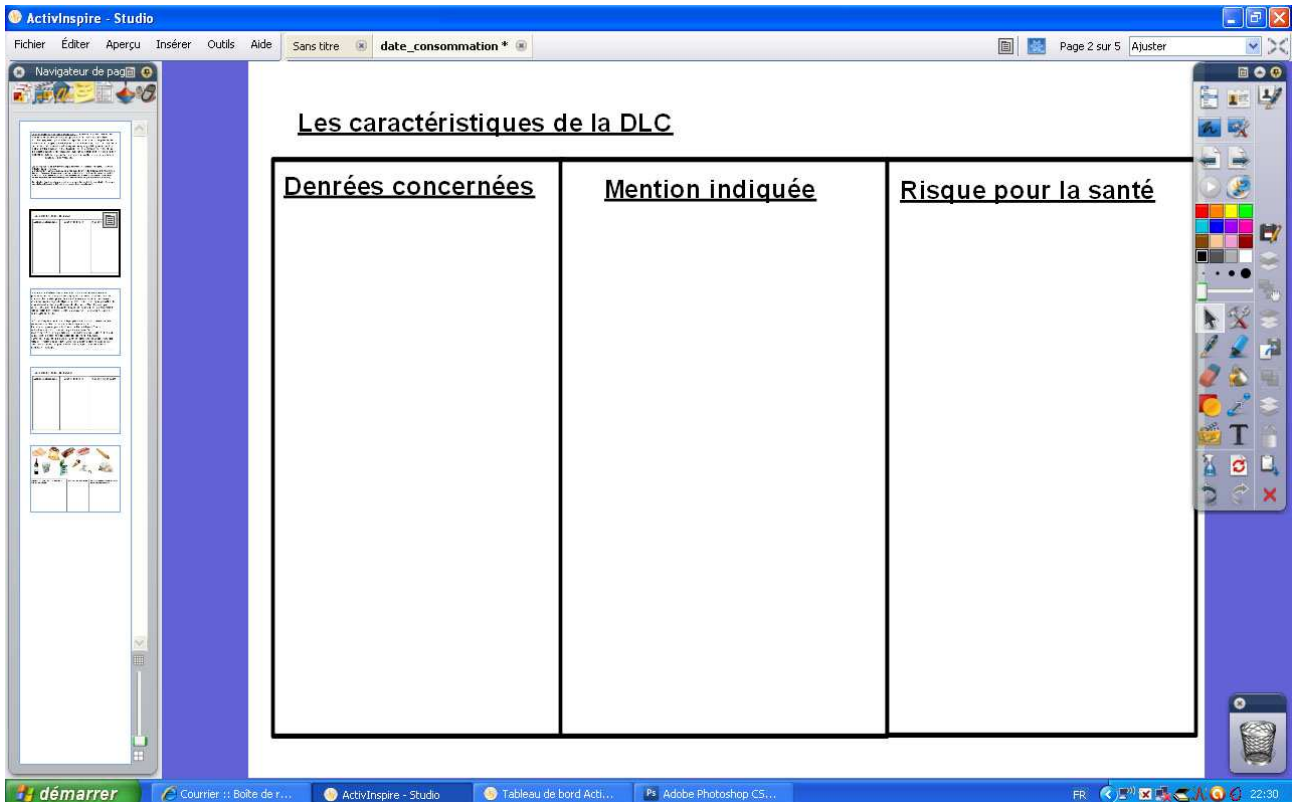 ActivInspire - Studio
Fichier Éditer Aperçu Insérer Outils Aide Sans titre date_consommation * Page 2 sur 5 Ajuster
Navigateur de pag
Les caractéristiques de la DLC
Denrées concernées Mention indiquée Risque pour la santé
T
démarrer Courrier :: Boîte de r... ActivInspire - Studio Tableau de bord Acti... Ps Adobe Photoshop CS... FR 22:30